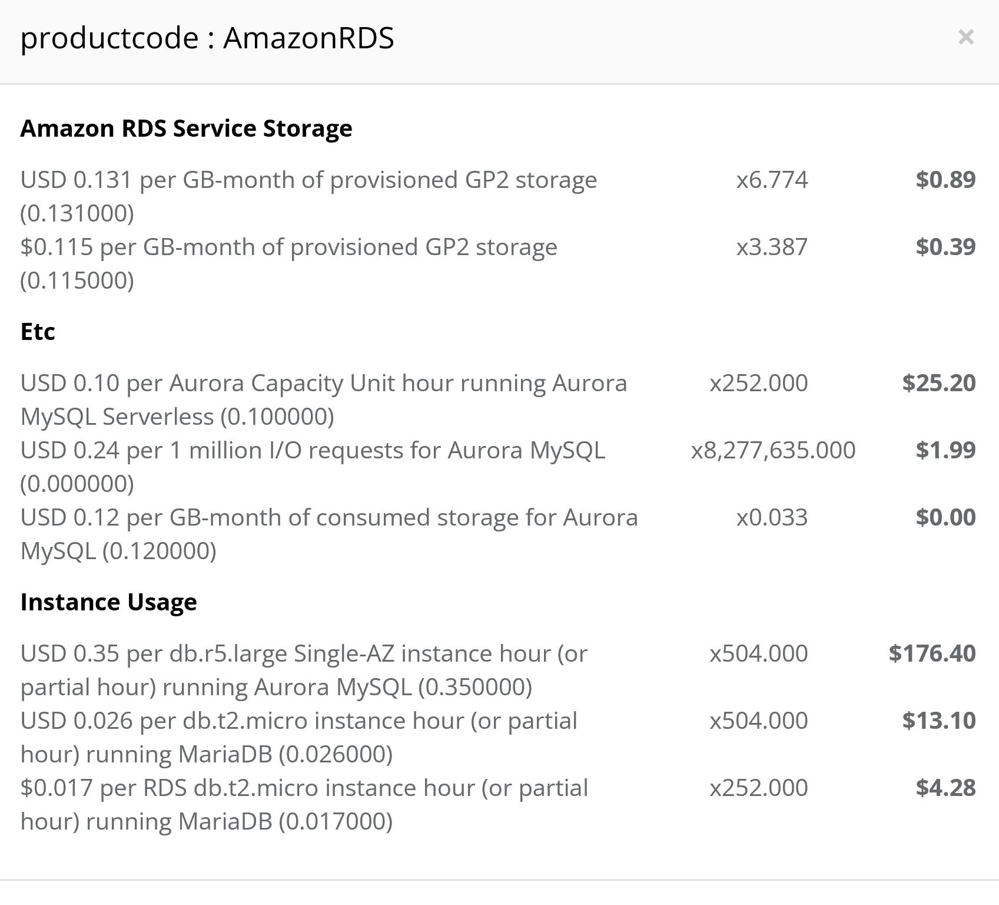 productcode : AmazonRDS ×
Amazon RDS Service Storage
USD 0.131 per GB-month of provisioned GP2 storage x6.774 $0.89
(0.131000)
$0.115 per GB-month of provisioned GP2 storage x3.387 $0.39
(0.115000)
Etc
USD 0.10 per Aurora Capacity Unit hour running Aurora x252.000 $25.20
MySQL Serverless (0.100000)
USD 0.24 per 1 million I/O requests for Aurora MySQL x8,277,635.000 $1.99
(0.000000)
USD 0.12 per GB-month of consumed storage for Aurora x0.033 $0.00
MySQL (0.120000)
Instance Usage
USD 0.35 per db.r5.large Single-AZ instance hour (or x504.000 $176.40
partial hour) running Aurora MySQL (0.350000)
USD 0.026 per db.t2.micro instance hour (or partial x504.000 $13.10
hour) running MariaDB (0.026000)
$0.017 per RDS db.t2.micro instance hour (or partial x252.000 $4.28
hour) running MariaDB (0.017000)